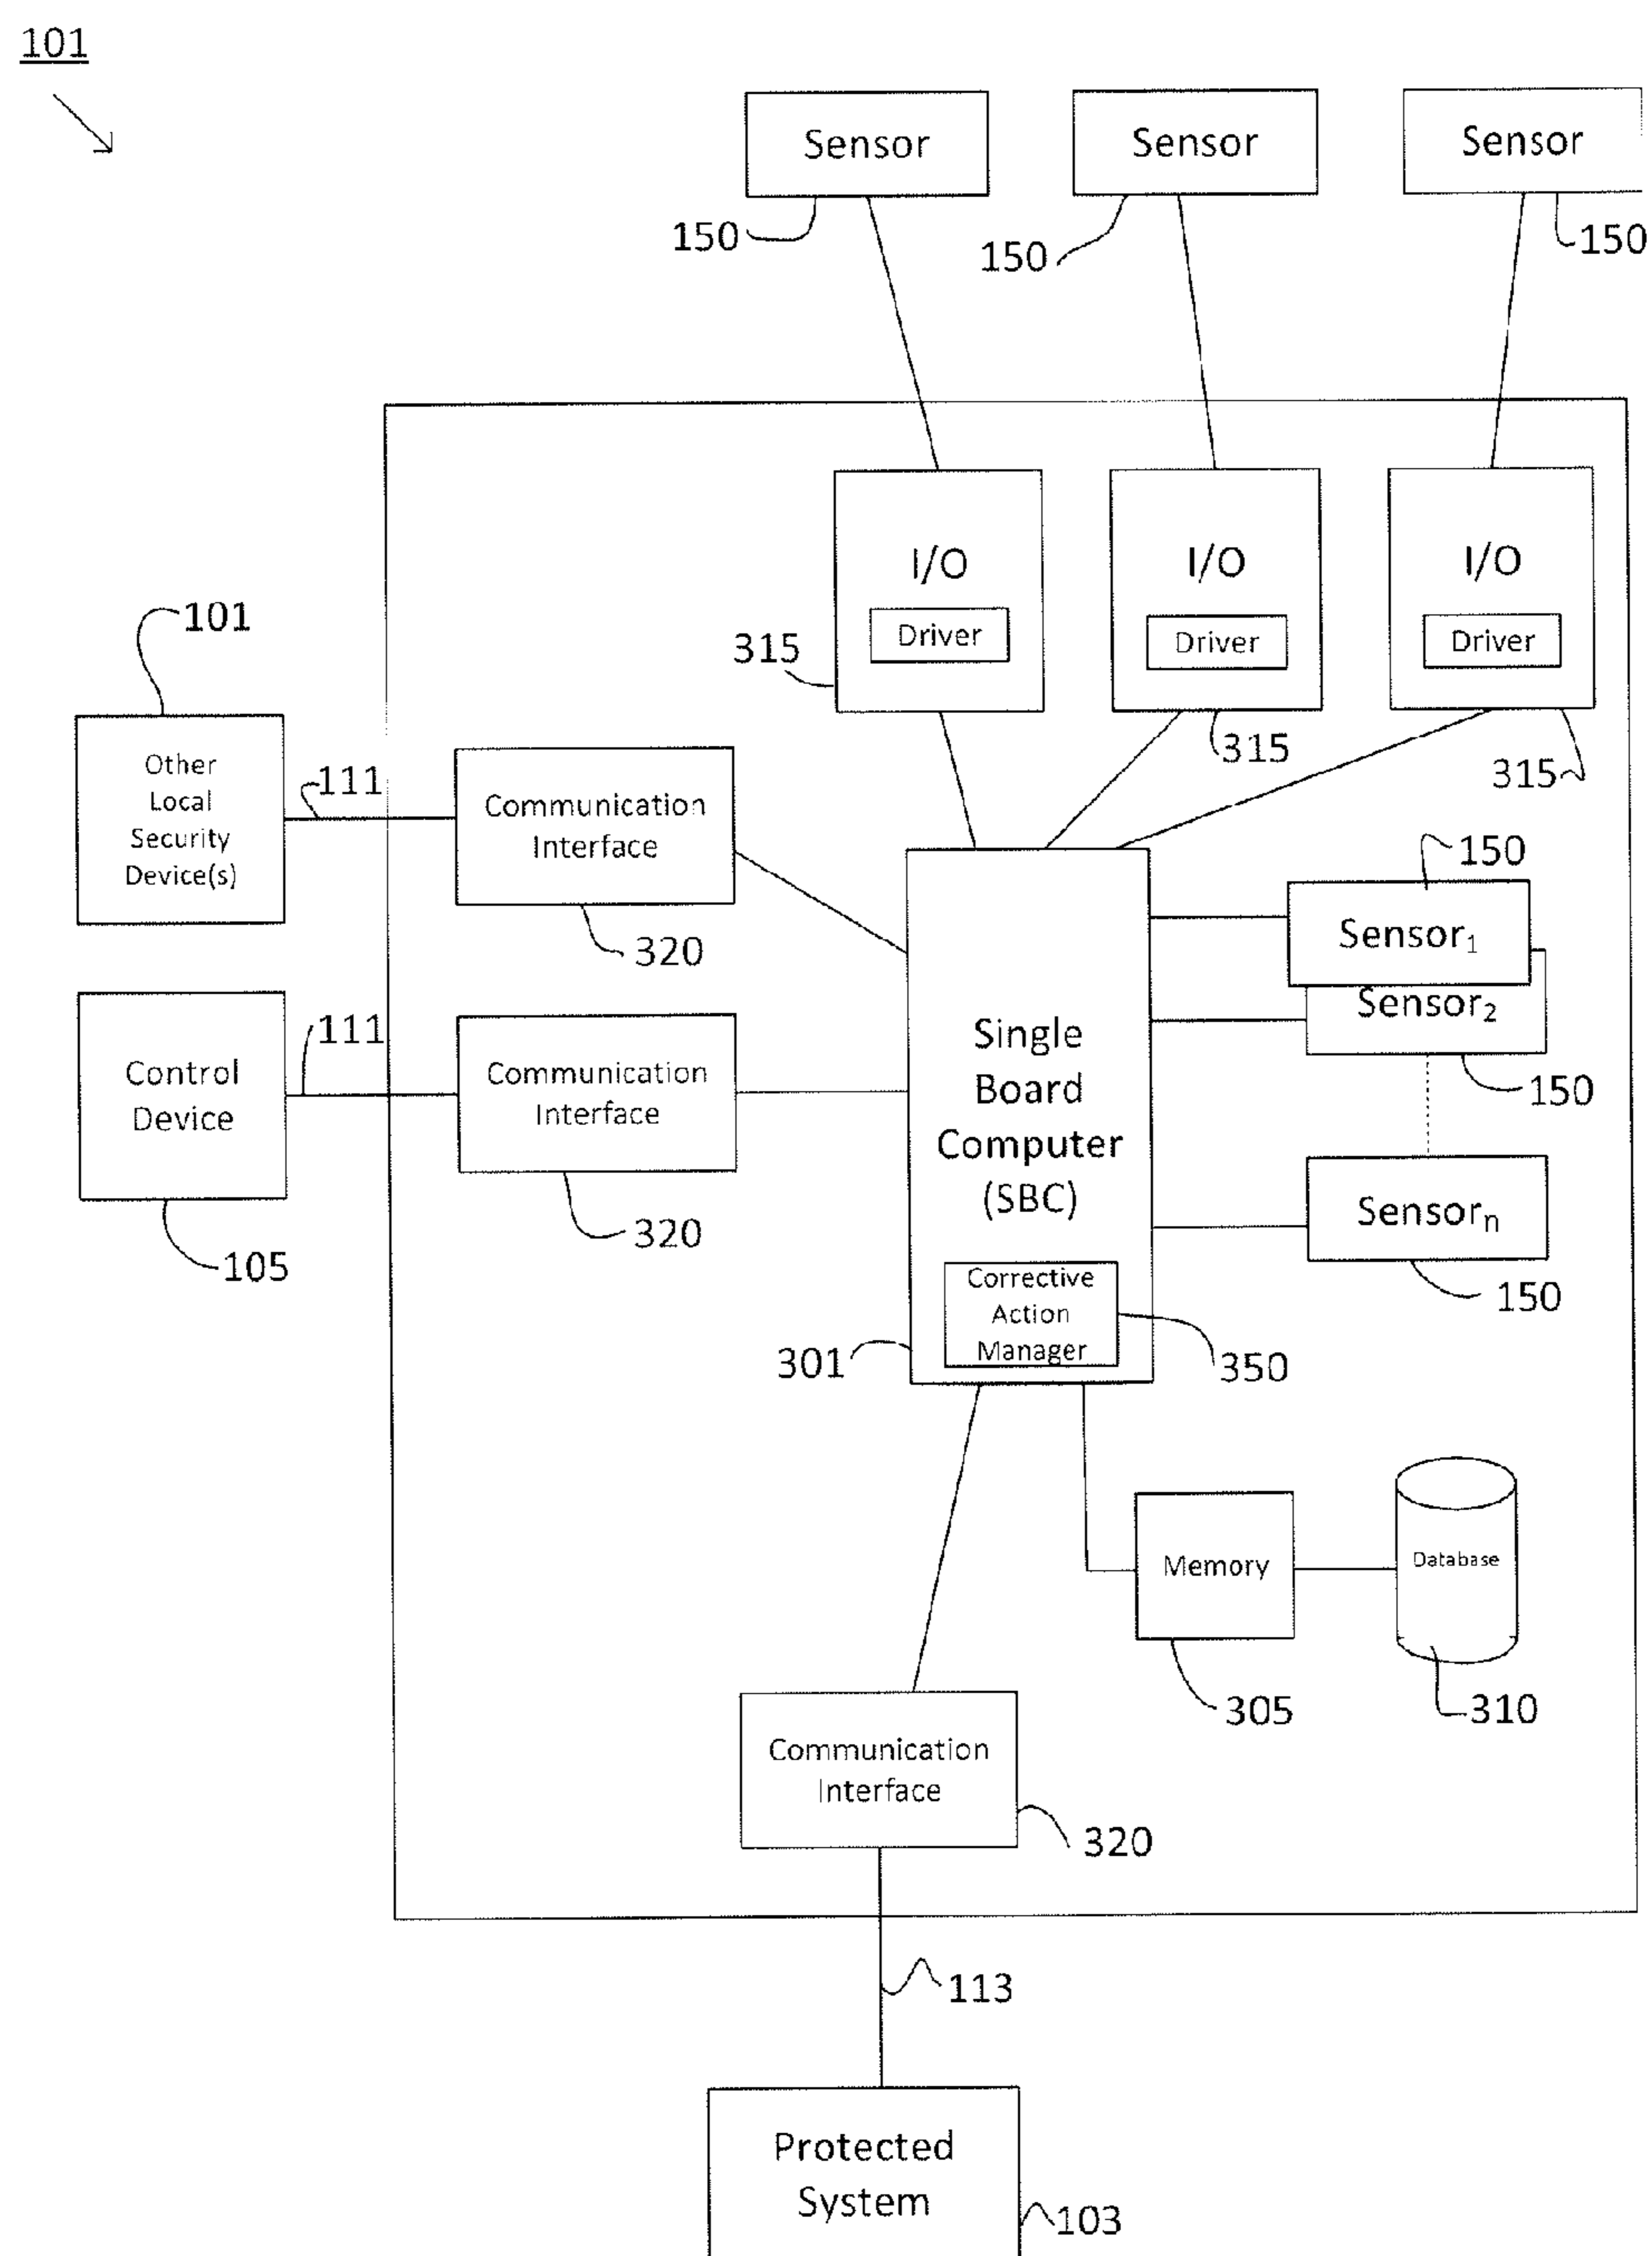 101
Sensor
Sensor
Sensor
150
150
150
I/O
Driver
I/O
Driver
I/O
Driver
315
315
315
101
Other
Local
Security
Device(s)
111
Communication
Interface
320
Control
Device
105
111
Communication
Interface
320
Single
Board
Computer
(SBC)
Corrective
Action
Manager
301
350
150
Sensor1
Sensor2
150
Sensorn
150
Memory
305
Database
310
Communication
Interface
320
113
Protected
System
103